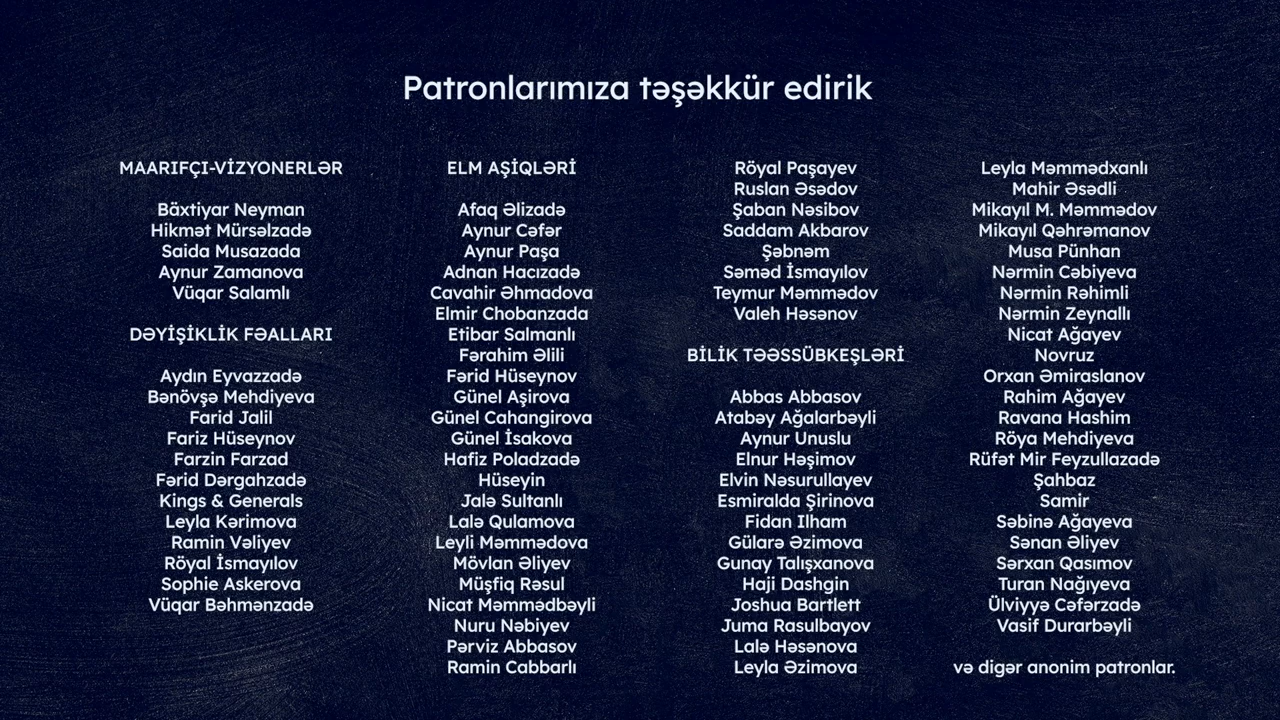 Patronlarımıza təşəkkür edirik
MAARIFÇI-VİZYONERLƏR
Bäxtiyar Neyman
Hikmət Mürsəlzadə
Saida Musazada
Aynur Zamanova
Vüqar Salamlı
DƏYİŞİKLİK FƏALLARI
Aydın Eyvazzadə
Bənövşə Mehdiyeva
Farid Jalil
Fariz Hüseynov
Farzin Farzad
Fərid Dərgahzadə
Kings & Generals
Leyla Kərimova
Ramin Vəliyev
Röyal İsmayılov
Sophie Askerova
Vüqar Bəhmənzadə
ELM AŞİQLƏRİ
Afaq Əlizadə
Aynur Cəfər
Aynur Paşa
Adnan Hacızadə
Cavahir Əhmadova
Elmir Chobanzada
Etibar Salmanlı
Fərahim Əlili
Fərid Hüseynov
Günel Aşirova
Günel Cahangirova
Günel İsakova
Hafiz Poladzadə
Hüseyin
Jalə Sultanlı
Lalə Qulamova
Leyli Məmmədova
Mövlan Əliyev
Müşfiq Rəsul
Nicat Məmmədbəyli
Nuru Nəbiyev
Pərviz Abbasov
Ramin Cabbarlı
Röyal Paşayev
Ruslan Əsədov
Şaban Nəsibov
Saddam Akbarov
Şəbnəm
Səməd İsmayılov
Teymur Məmmədov
Valeh Həsənov
BİLİK TƏƏSSÜBKEŞLƏRİ
Abbas Abbasov
Atabəy Ağalarbəyli
Aynur Unuslu
Elnur Həşimov
Elvin Nəsurullayev
Esmiralda Şirinova
Fidan Ilham
Gülarə Əzimova
Gunay Talışxanova
Haji Dashgin
Joshua Bartlett
Juma Rasulbayov
Lalə Həsənova
Leyla Əzimova
Leyla Məmmədxanlı
Mahir Əsədli
Mikayıl M. Məmmədov
Mikayıl Qəhrəmanov
Musa Pünhan
Nərmin Cəbiyeva
Nərmin Rəhimli
Nərmin Zeynallı
Nicat Ağayev
Novruz
Orxan Əmiraslanov
Rahim Ağayev
Ravana Hashim
Röya Mehdiyeva
Rüfət Mir Feyzullazadə
Şahbaz
Samir
Səbinə Ağayeva
Sənan Əliyev
Sərxan Qasımov
Turan Nağıyeva
Ülviyyə Cəfərzadə
Vasif Durarbəyli
və digər anonim patronlar.